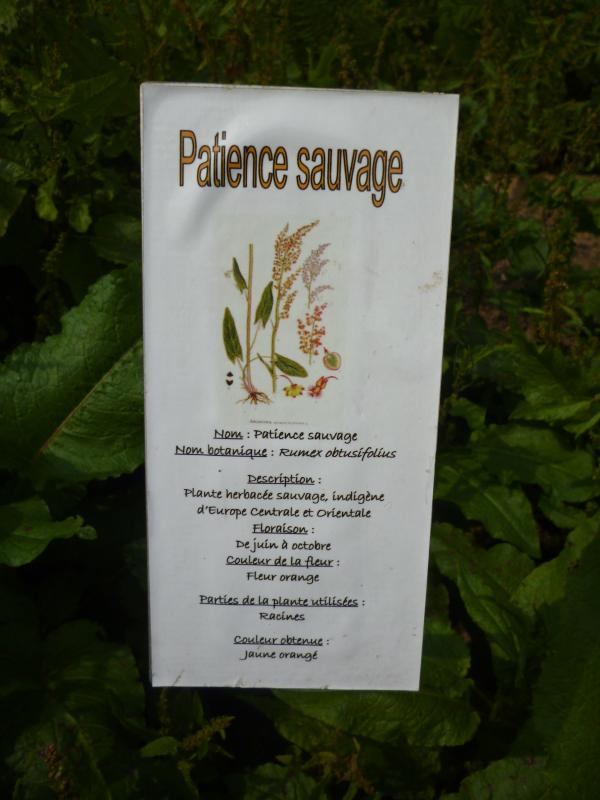 Patience sauvage
Nom : Patience sauvage
Nom botanique : Rumex obtusifolius
Description :
Plante herbacée sauvage, indigène
d'Europe Centrale et Orientale
Floraison :
De juin à octobre
Couleur de la fleur :
Fleur orange
Parties de la plante utilisées :
Racines
Couleur obtenue :
Jaune orangé